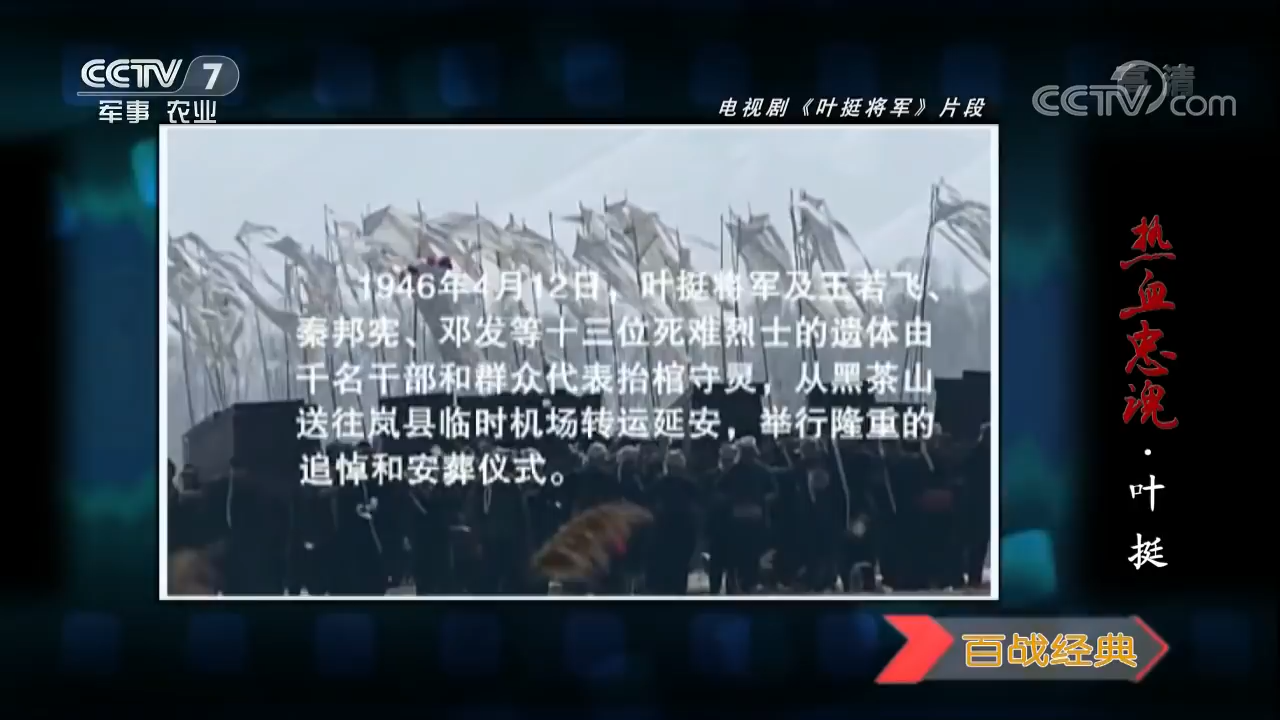 CCTV 7
军事 农业
电视剧《叶挺将军》片段
高清
CCTV.com
1946年4月12日，叶挺将军及王若飞、
秦邦宪、邓发等十三位死难烈士的遗体由
千名干部和群众代表抬棺守灵，从黑茶山
送往岚县临时机场转运延安，举行隆重的
追悼和安葬仪式。
热血忠魂·叶挺
百战经典